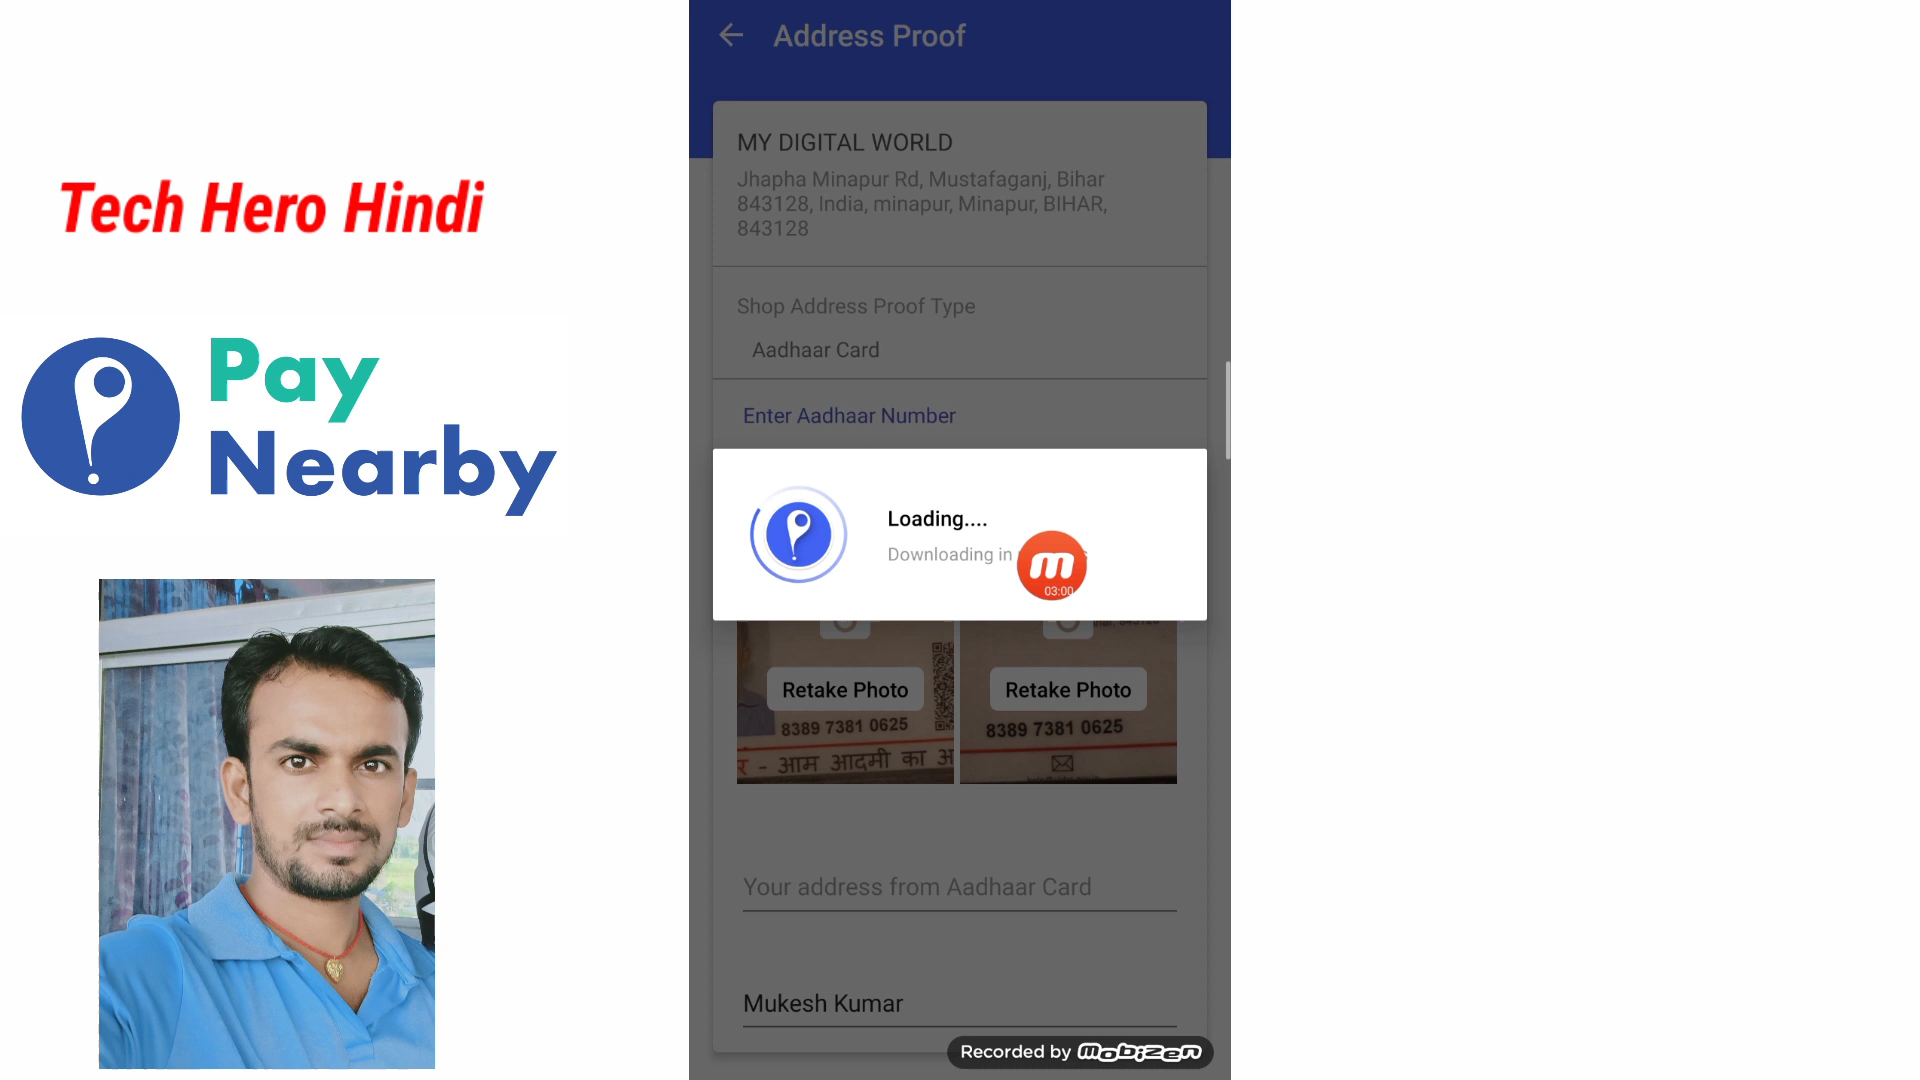 Address Proof
MY DIGITAL WORLD
Jhapha Minapur Rd, Mustafaganj, Bihar
843128, India, minapur, Minapur, BIHAR,
843128
Tech Hero Hindi
Shop Address Proof Type
Aadhaar Card
Pay
Nearby
Enter Aadhaar Number
Loading....
Downloading in
m
03:00
Retake Photo
Retake Photo
8389 7381 0625
8389 7381 0625
र - आम आदमी का अ
Your address from Aadhaar Card
Mukesh Kumar
Recorded by mobizen